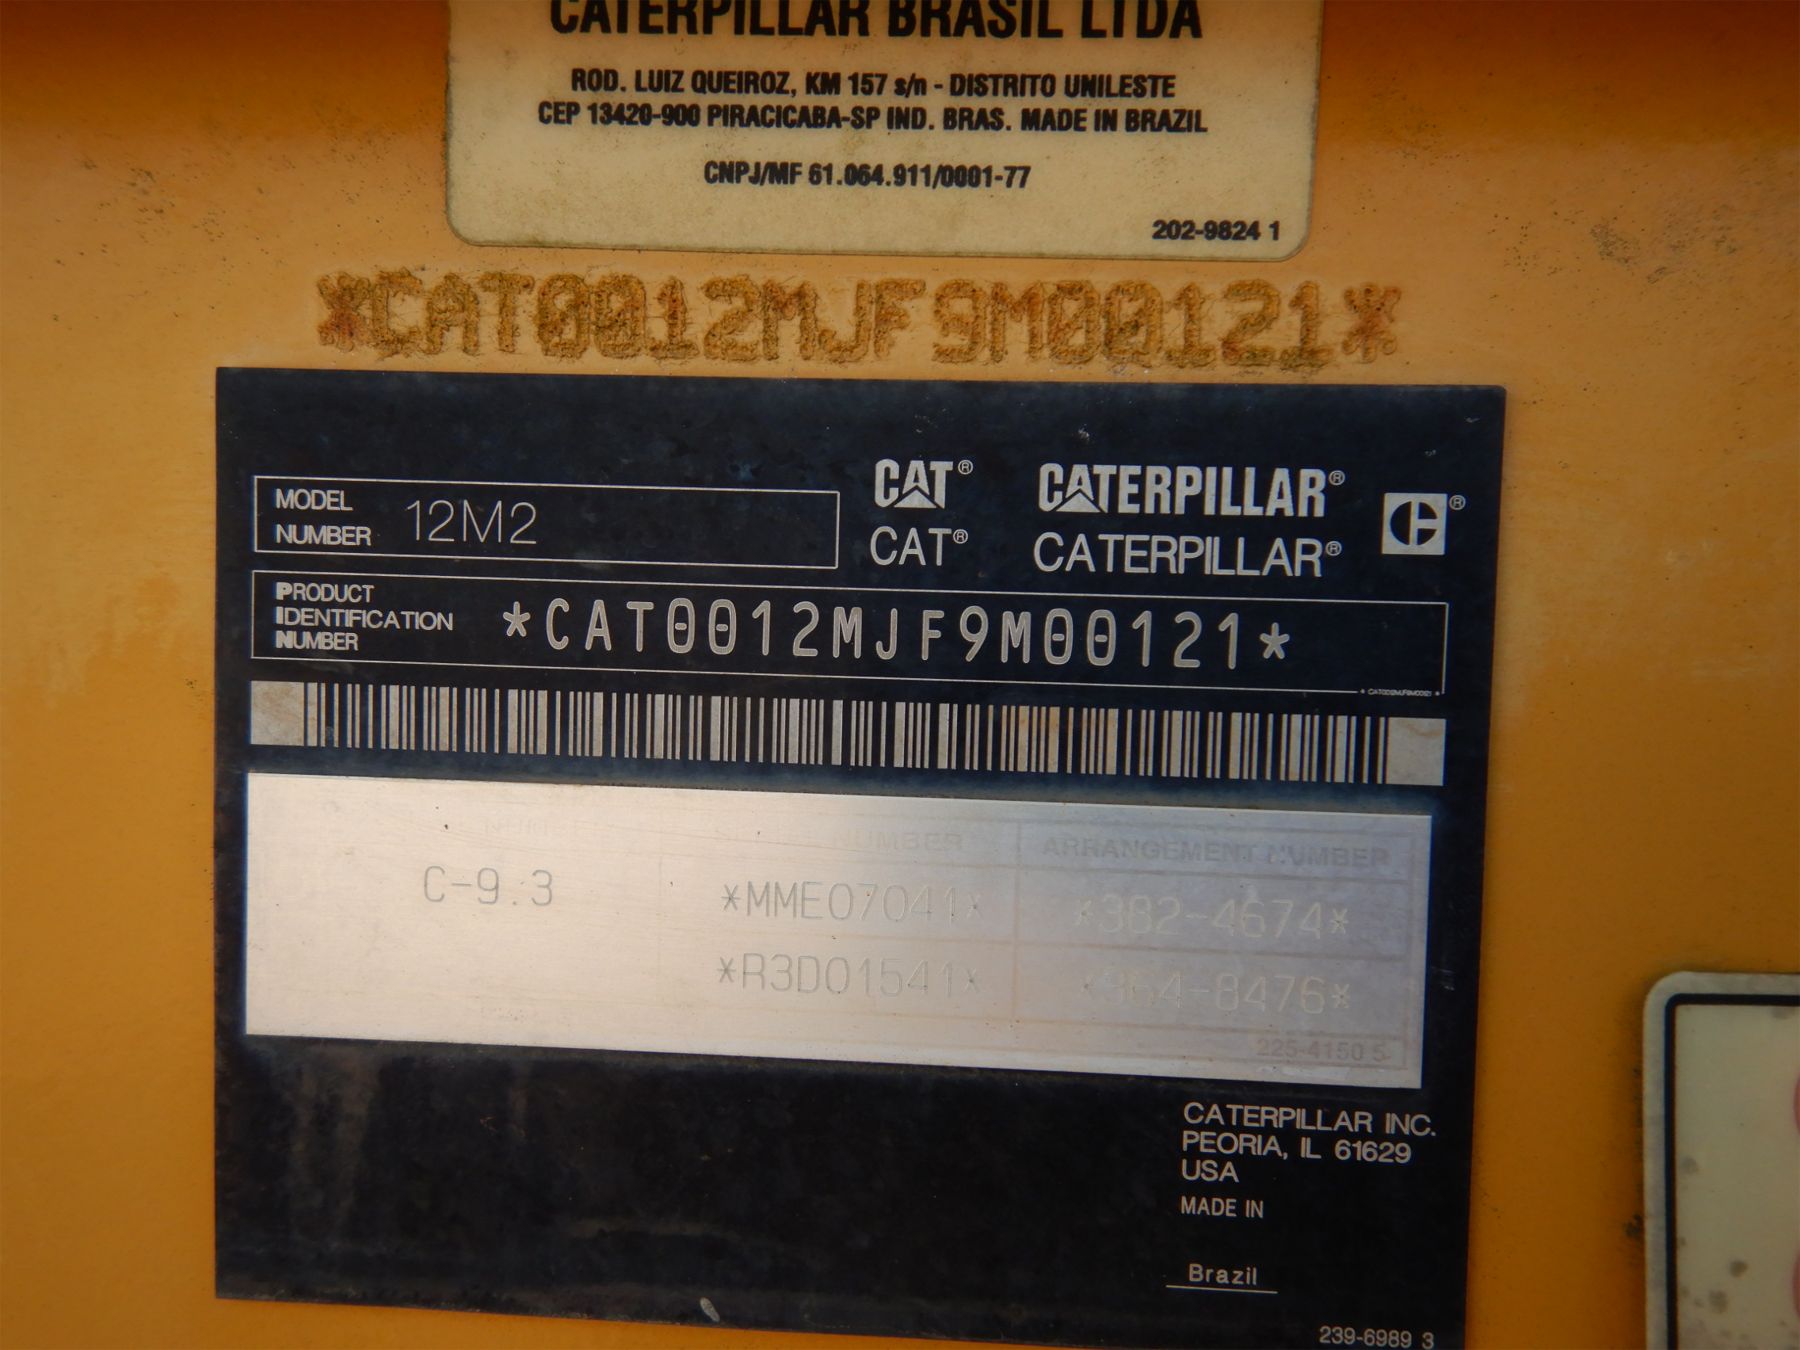 CATERPILLAR BRASIL LTDA
ROD. LUIZ QUEIROZ, KM 157 s/n - DISTRITO UNILESTE
CEP 13420-900 PIRACICABA-SP IND. BRAS. MADE IN BRAZIL
CNPJ/MF 61.064.911/0001-77
202-9824 1
*CAT0012MJF9M00121*
MODEL NUMBER 12M2
CAT® CATERPILLAR® ®
CAT® CATERPILLAR®
PRODUCT IDENTIFICATION NUMBER *CAT0012MJF9M00121*
*CAT0012MJF9M00121*
NUMBER ARRANGEMENT NUMBER
C-9.3 *MME07041* *382-4674*
*R3D01541* *364-8476*
225-4150 5
CATERPILLAR INC.
PEORIA, IL 61629
USA
MADE IN
Brazil
239-6989 3